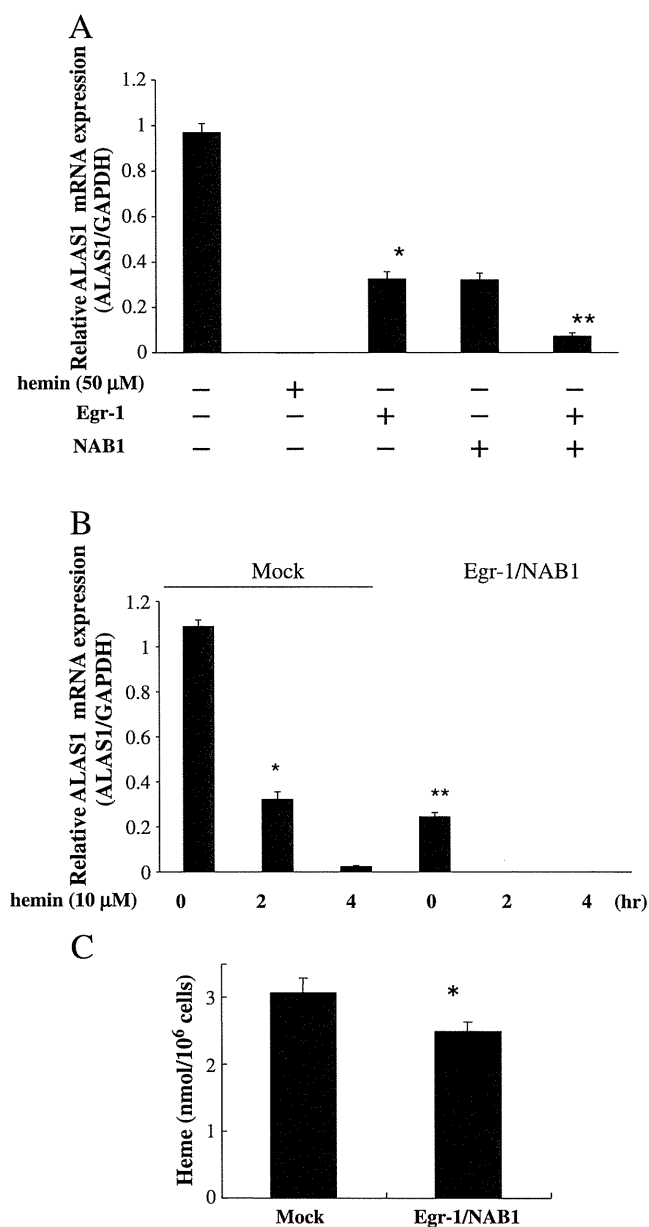 A
Relative ALAS1 mRNA expression
(ALAS1/GAPDH)
1.2
1
0.8
0.6
0.4
0.2
0
*
**
hemin (50 μM) − + − − −
Egr-1 − − + − +
NAB1 − − − + +
B
Mock Egr-1/NAB1
Relative ALAS1 mRNA expression
(ALAS1/GAPDH)
1.2
1
0.8
0.6
0.4
0.2
0
*
**
hemin (10 μM) 0 2 4 0 2 4 (hr)
C
Heme (nmol/10⁶ cells)
3
2
1
0
*
Mock Egr-1/NAB1